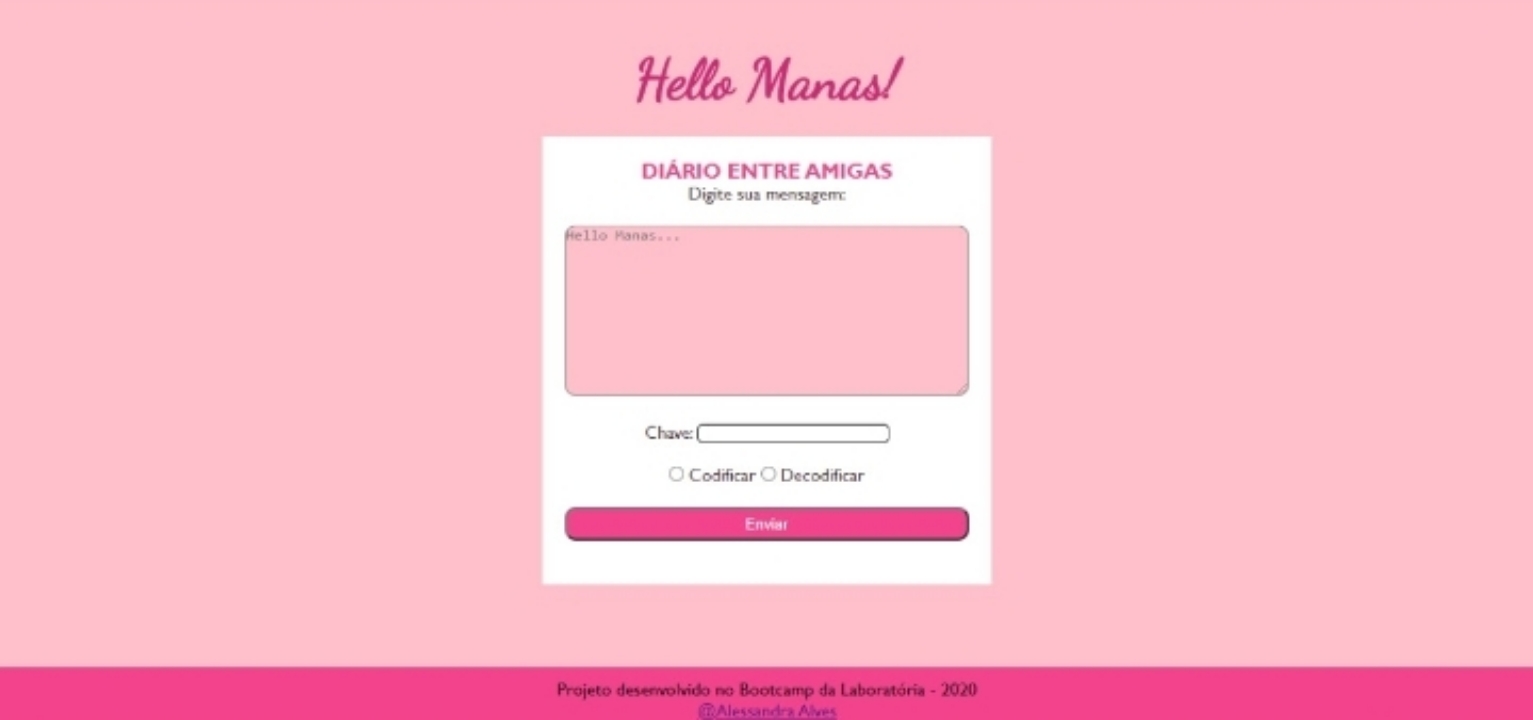 Hello Manas!
DIÁRIO ENTRE AMIGAS
Digite sua mensagem:
Hello Manas...
Chave:
Codificar Decodificar
Enviar
Projeto desenvolvido no Bootcamp da Laboratória - 2020
@Alessandra Alves